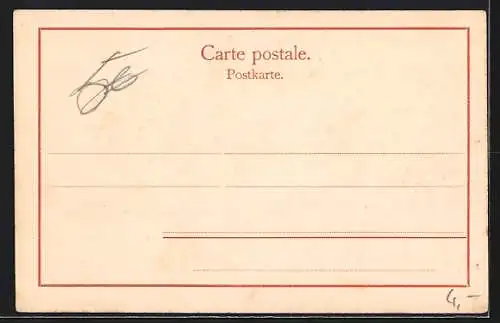 Carte postale.
Postkarte.
4,-